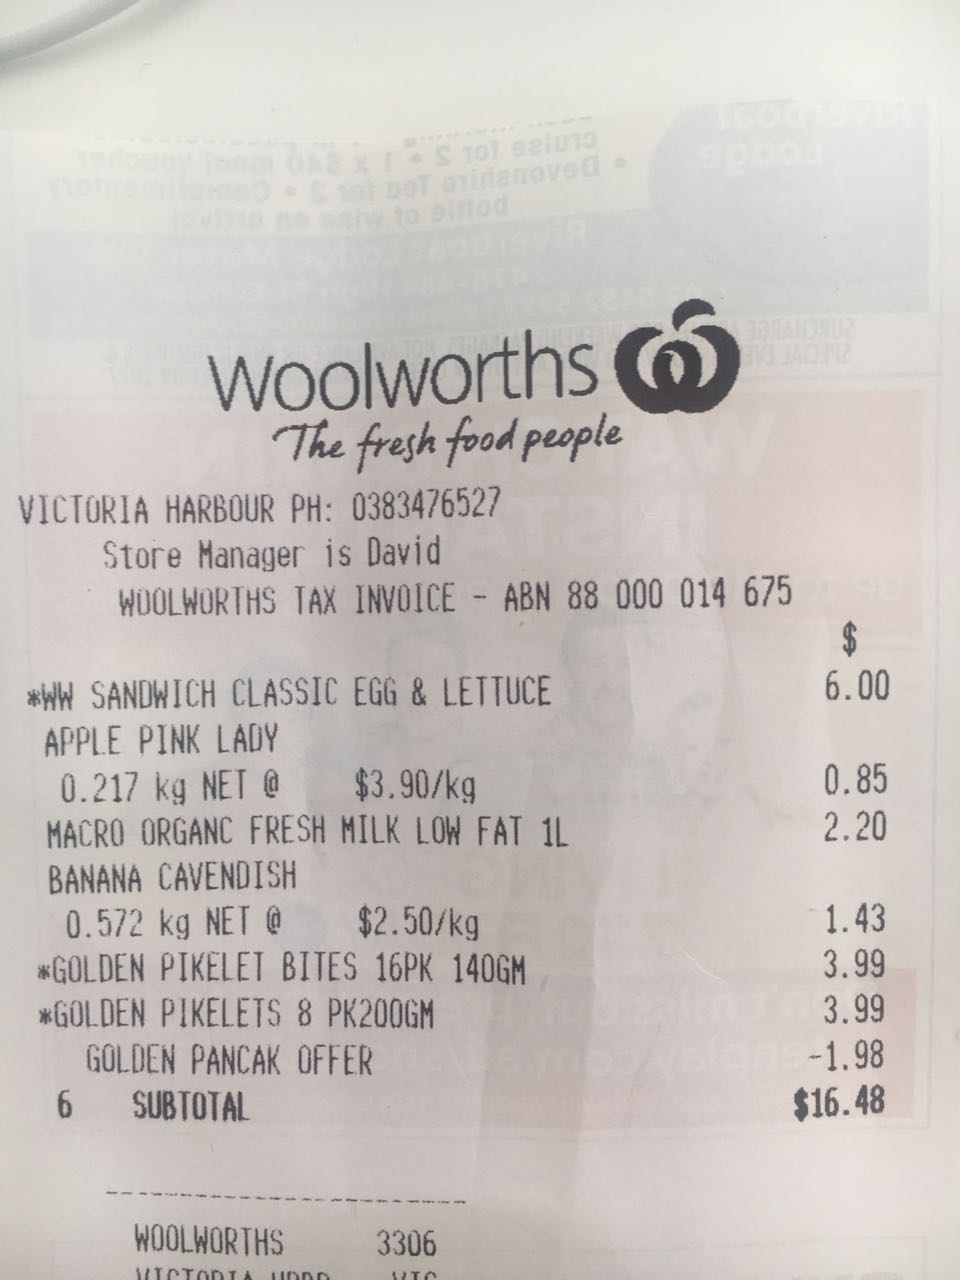 Woolworths
The fresh food people
VICTORIA HARBOUR PH: 0383476527
Store Manager is David
WOOLWORTHS TAX INVOICE - ABN 88 000 014 675
$
*WW SANDWICH CLASSIC EGG & LETTUCE 6.00
APPLE PINK LADY
0.217 kg NET @ $3.90/kg 0.85
MACRO ORGANC FRESH MILK LOW FAT 1L 2.20
BANANA CAVENDISH
0.572 kg NET @ $2.50/kg 1.43
*GOLDEN PIKELET BITES 16PK 140GM 3.99
*GOLDEN PIKELETS 8 PK200GM 3.99
GOLDEN PANCAK OFFER -1.98
6 SUBTOTAL $16.48
WOOLWORTHS 3306